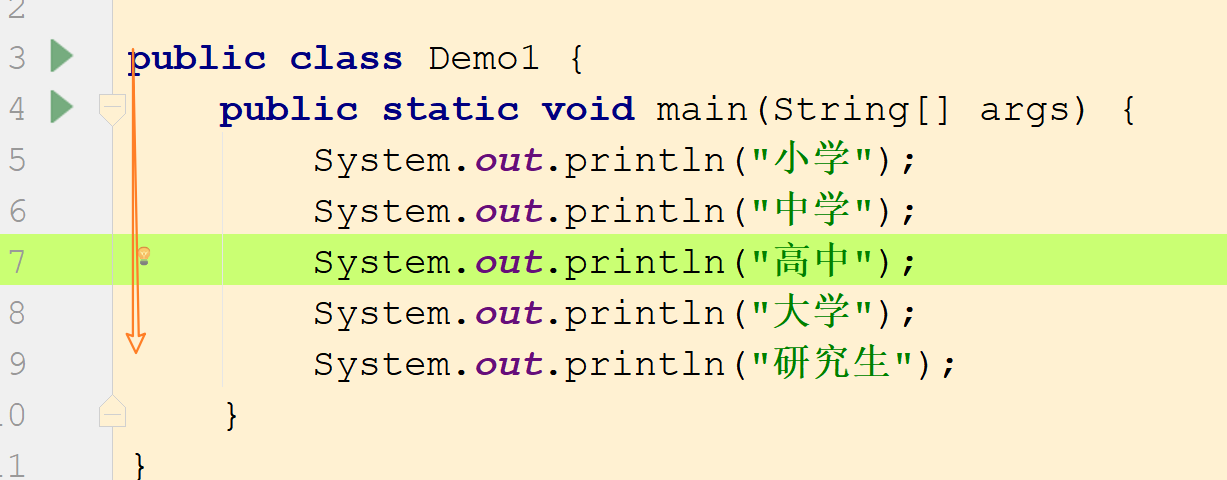 2
3 public class Demo1 {
4 public static void main(String[] args) {
5 System.out.println("小学");
6 System.out.println("中学");
7 System.out.println("高中");
8 System.out.println("大学");
9 System.out.println("研究生");
10 }
11 }